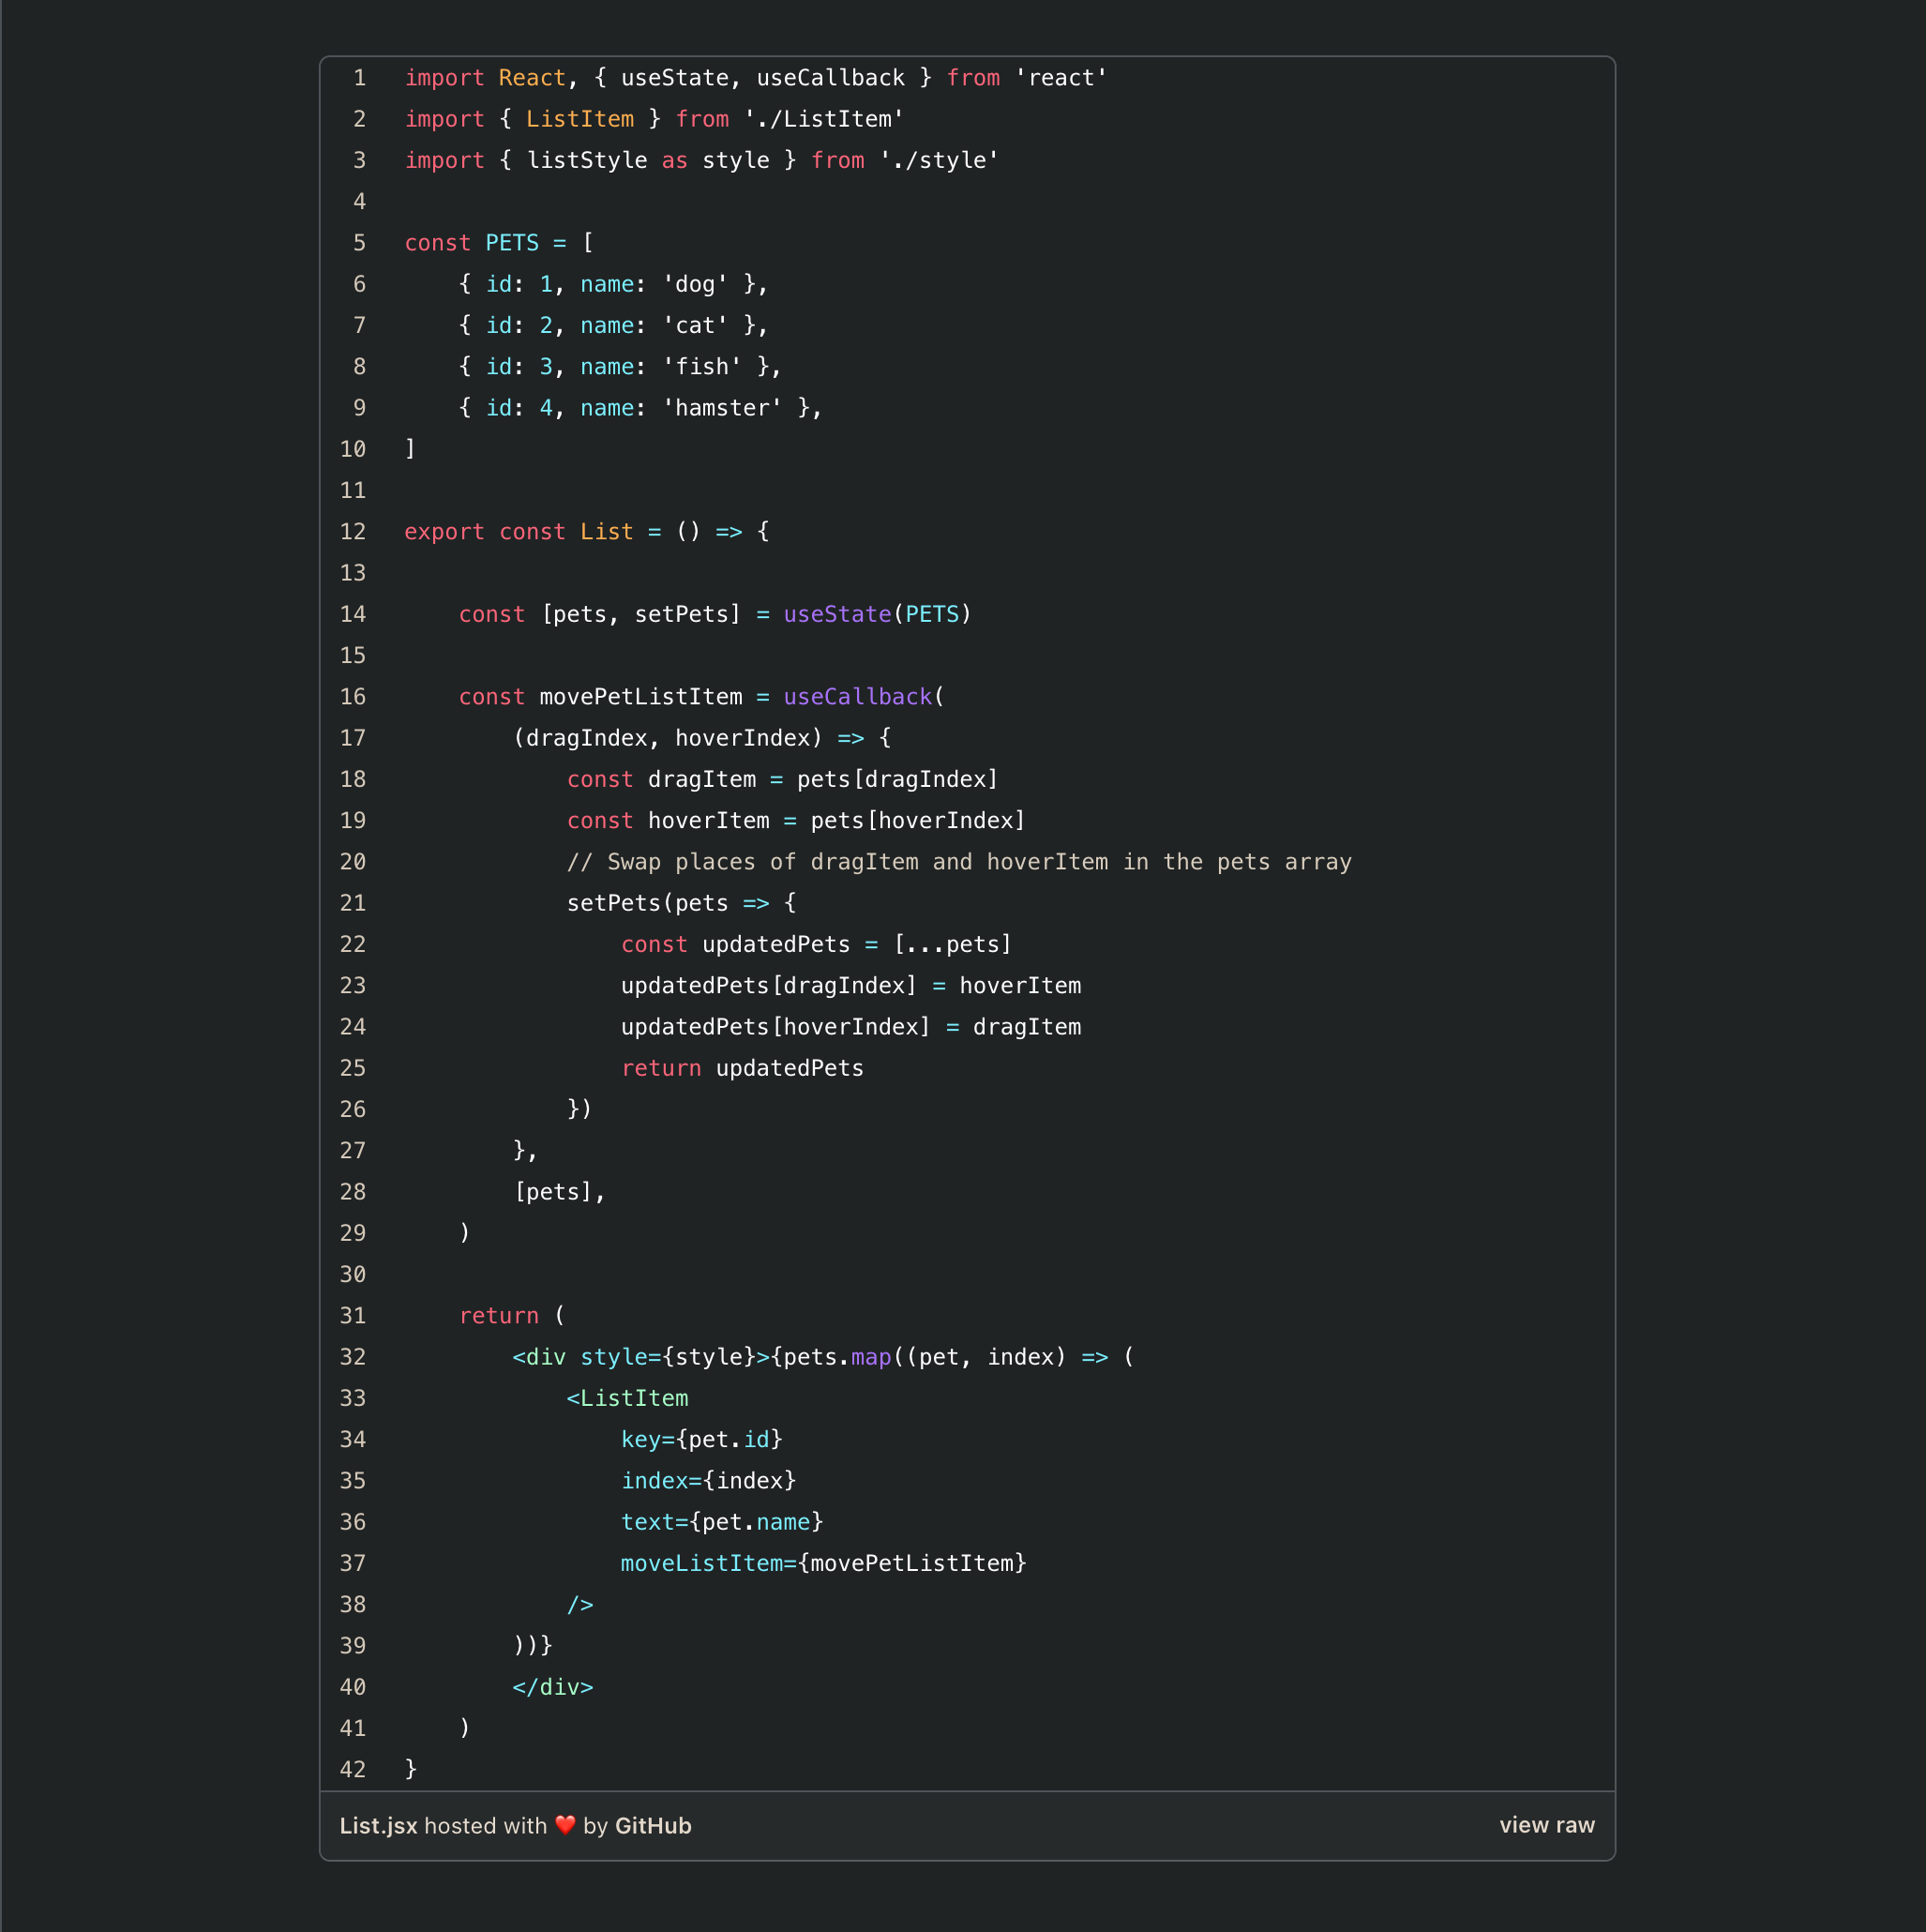 1 import React, { useState, useCallback } from 'react'
2 import { ListItem } from './ListItem'
3 import { listStyle as style } from './style'
4
5 const PETS = [
6     { id: 1, name: 'dog' },
7     { id: 2, name: 'cat' },
8     { id: 3, name: 'fish' },
9     { id: 4, name: 'hamster' },
10 ]
11
12 export const List = () => {
13
14     const [pets, setPets] = useState(PETS)
15
16     const movePetListItem = useCallback(
17         (dragIndex, hoverIndex) => {
18             const dragItem = pets[dragIndex]
19             const hoverItem = pets[hoverIndex]
20             // Swap places of dragItem and hoverItem in the pets array
21             setPets(pets => {
22                 const updatedPets = [...pets]
23                 updatedPets[dragIndex] = hoverItem
24                 updatedPets[hoverIndex] = dragItem
25                 return updatedPets
26             })
27         },
28         [pets],
29     )
30
31     return (
32         <div style={style}>{pets.map((pet, index) => (
33             <ListItem
34                 key={pet.id}
35                 index={index}
36                 text={pet.name}
37                 moveListItem={movePetListItem}
38             />
39         ))}
40         </div>
41     )
42 }
List.jsx hosted with ❤️ by GitHub view raw